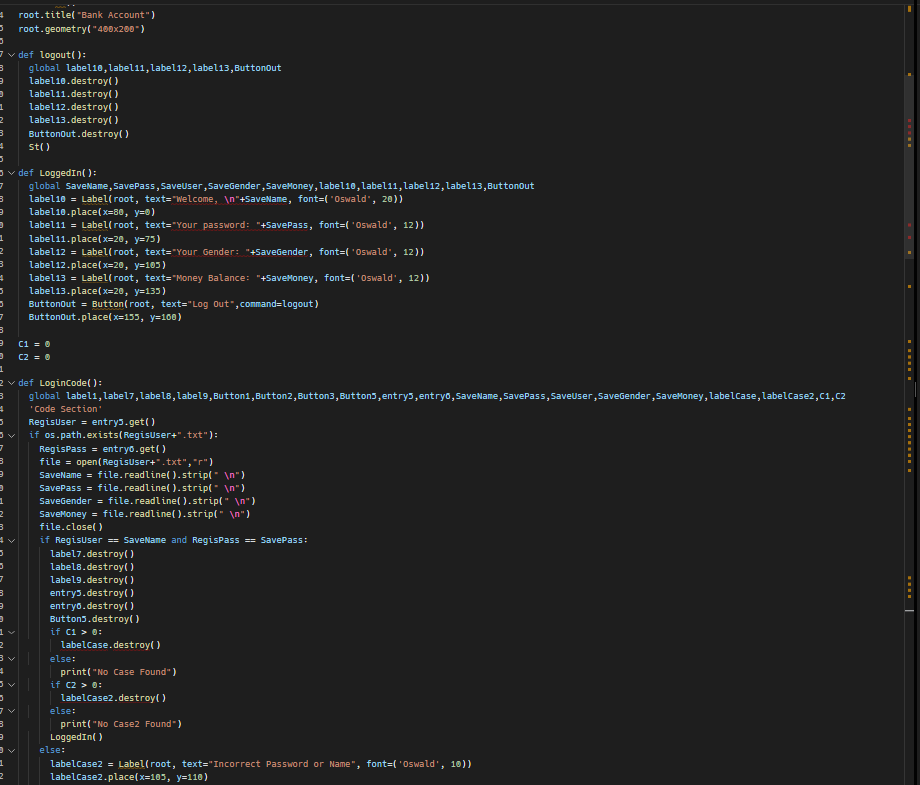 root.title("Bank Account")
root.geometry("400x200")
def logout():
global label10,label11,label12,label13,ButtonOut
label10.destroy()
label11.destroy()
label12.destroy()
label13.destroy()
ButtonOut.destroy()
St()
def LoggedIn():
global SaveName,SavePass,SaveUser,SaveGender,SaveMoney,label10,label11,label12,label13,ButtonOut
label10 = Label(root, text="Welcome, \n"+SaveName, font=('Oswald', 20))
label10.place(x=80, y=0)
label11 = Label(root, text="Your password: "+SavePass, font=('Oswald', 12))
label11.place(x=20, y=75)
label12 = Label(root, text="Your Gender: "+SaveGender, font=('Oswald', 12))
label12.place(x=20, y=105)
label13 = Label(root, text="Money Balance: "+SaveMoney, font=('Oswald', 12))
label13.place(x=20, y=135)
ButtonOut = Button(root, text="Log Out",command=logout)
ButtonOut.place(x=155, y=160)
C1 = 0
C2 = 0
def LoginCode():
global label1,label7,label8,label9,Button1,Button2,Button3,Button5,entry5,entry6,SaveName,SavePass,SaveUser,SaveGender,SaveMoney,labelCase,labelCase2,C1,C2
'Code Section'
RegisUser = entry5.get()
if os.path.exists(RegisUser+".txt"):
RegisPass = entry6.get()
file = open(RegisUser+".txt","r")
SaveName = file.readline().strip(" \n")
SavePass = file.readline().strip(" \n")
SaveGender = file.readline().strip(" \n")
SaveMoney = file.readline().strip(" \n")
file.close()
if RegisUser == SaveName and RegisPass == SavePass:
label7.destroy()
label8.destroy()
label9.destroy()
entry5.destroy()
entry6.destroy()
Button5.destroy()
if C1 > 0:
labelCase.destroy()
else:
print("No Case Found")
if C2 > 0:
labelCase2.destroy()
else:
print("No Case2 Found")
LoggedIn()
else:
labelCase2 = Label(root, text="Incorrect Password or Name", font=('Oswald', 10))
labelCase2.place(x=105, y=110)